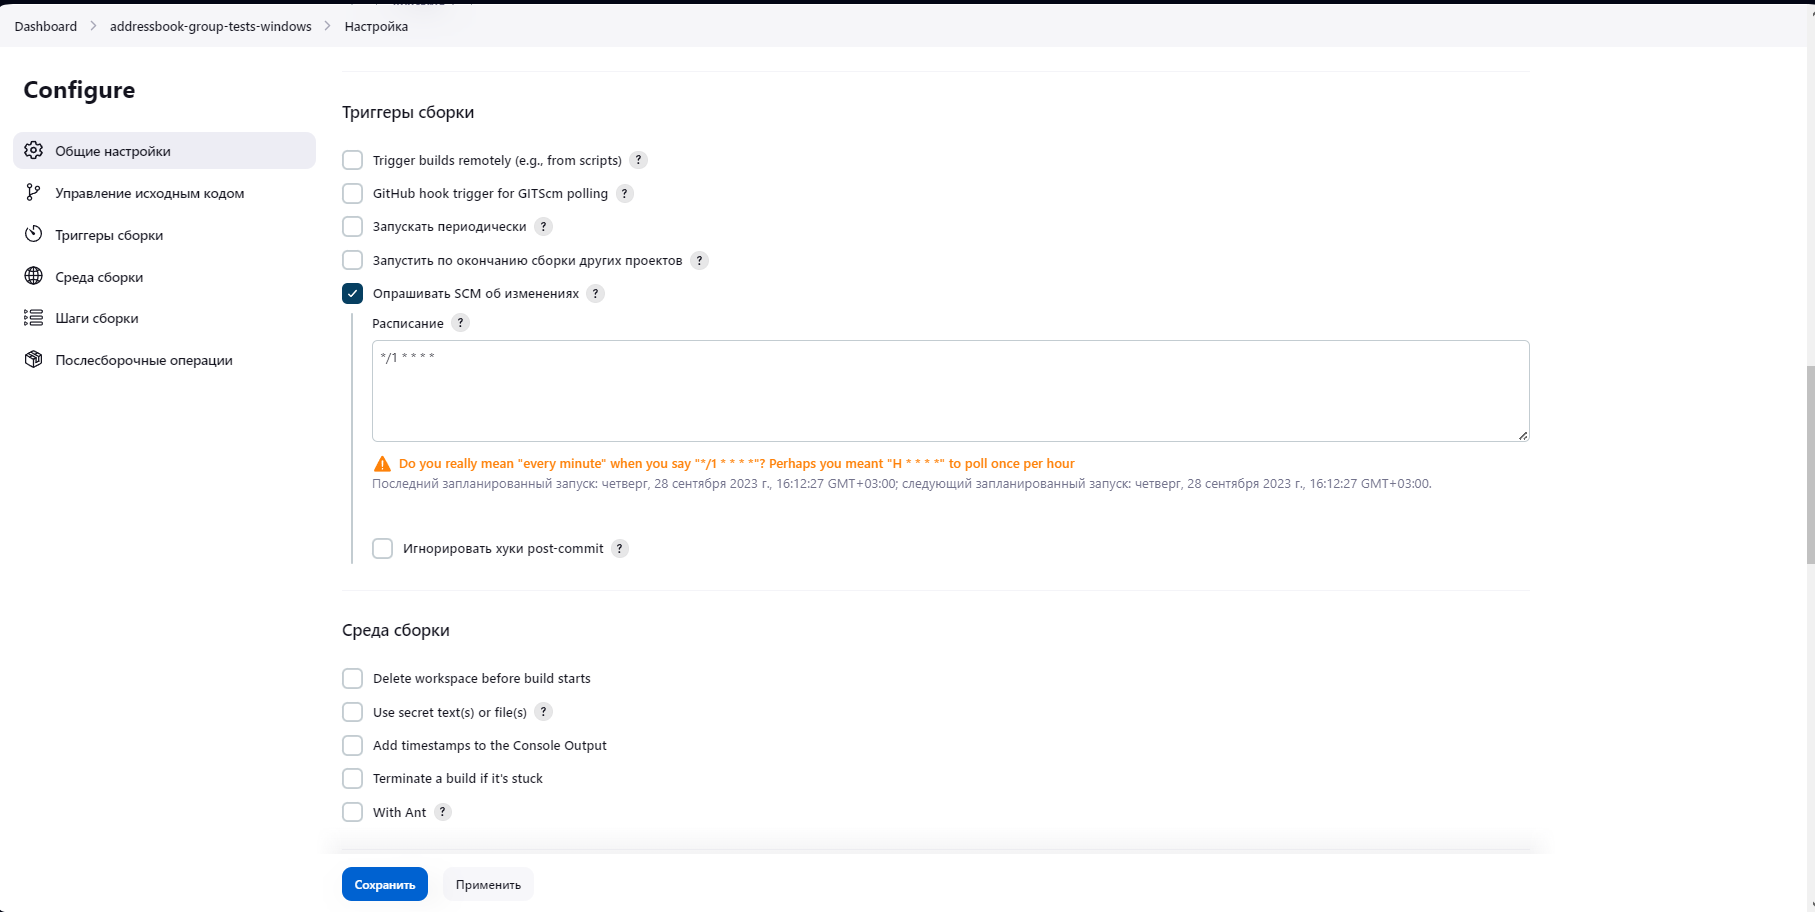 Dashboard > addressbook-group-tests-windows > Настройка
Configure
Общие настройки
Управление исходным кодом
Триггеры сборки
Среда сборки
Шаги сборки
Послесборочные операции
Триггеры сборки
Trigger builds remotely (e.g., from scripts) ?
GitHub hook trigger for GITScm polling ?
Запускать периодически ?
Запустить по окончанию сборки других проектов ?
Опрашивать SCM об изменениях ?
Расписание ?
*/1 * * * *
Do you really mean "every minute" when you say "*/1 * * * *"? Perhaps you meant "H * * * *" to poll once per hour
Последний запланированный запуск: четверг, 28 сентября 2023 г., 16:12:27 GMT+03:00; следующий запланированный запуск: четверг, 28 сентября 2023 г., 16:12:27 GMT+03:00.
Игнорировать хуки post-commit ?
Среда сборки
Delete workspace before build starts
Use secret text(s) or file(s) ?
Add timestamps to the Console Output
Terminate a build if it's stuck
With Ant ?
Сохранить
Применить